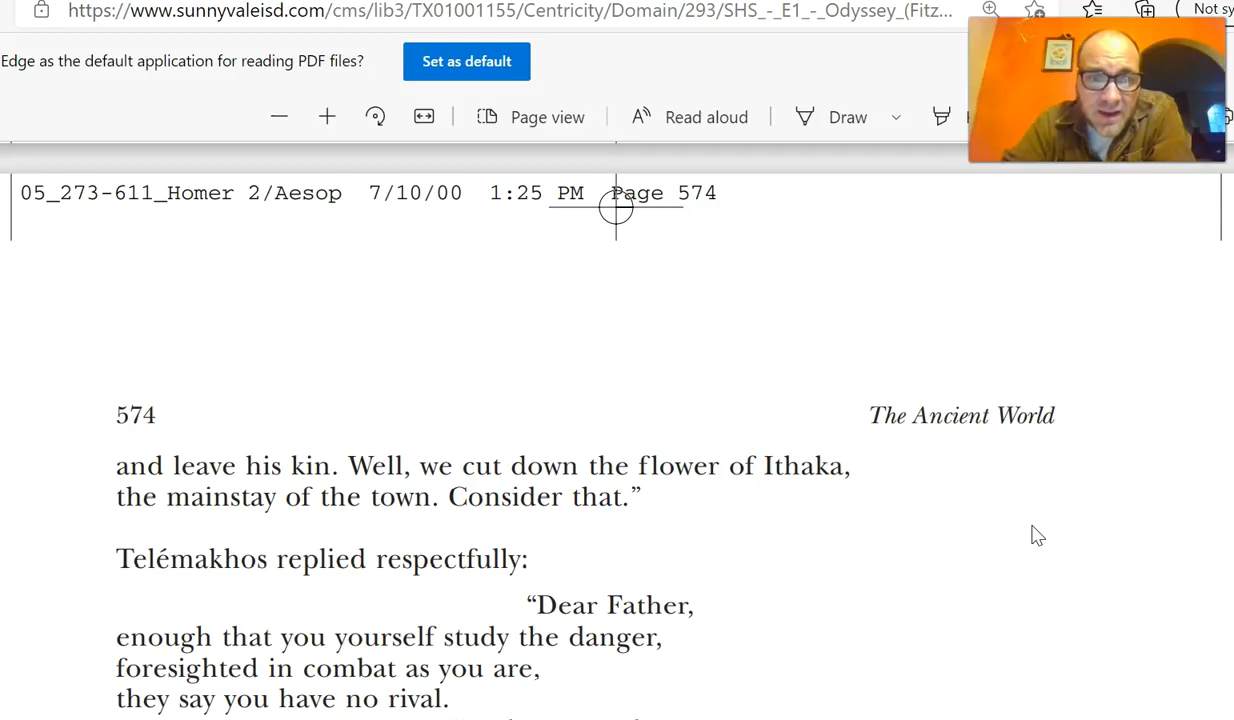 https://www.sunnyvaleisd.com/cms/lib3/TX01001155/Centricity/Domain/293/SHS_-_E1_-_Odyssey_(Fitz...
Not sy
Edge as the default application for reading PDF files?
Set as default
Page view
Read aloud
Draw
05_273-611_Homer 2/Aesop 7/10/00 1:25 PM Page 574
574
The Ancient World
and leave his kin. Well, we cut down the flower of Ithaka,
the mainstay of the town. Consider that.”
Telémakhos replied respectfully:
“Dear Father,
enough that you yourself study the danger,
foresighted in combat as you are,
they say you have no rival.